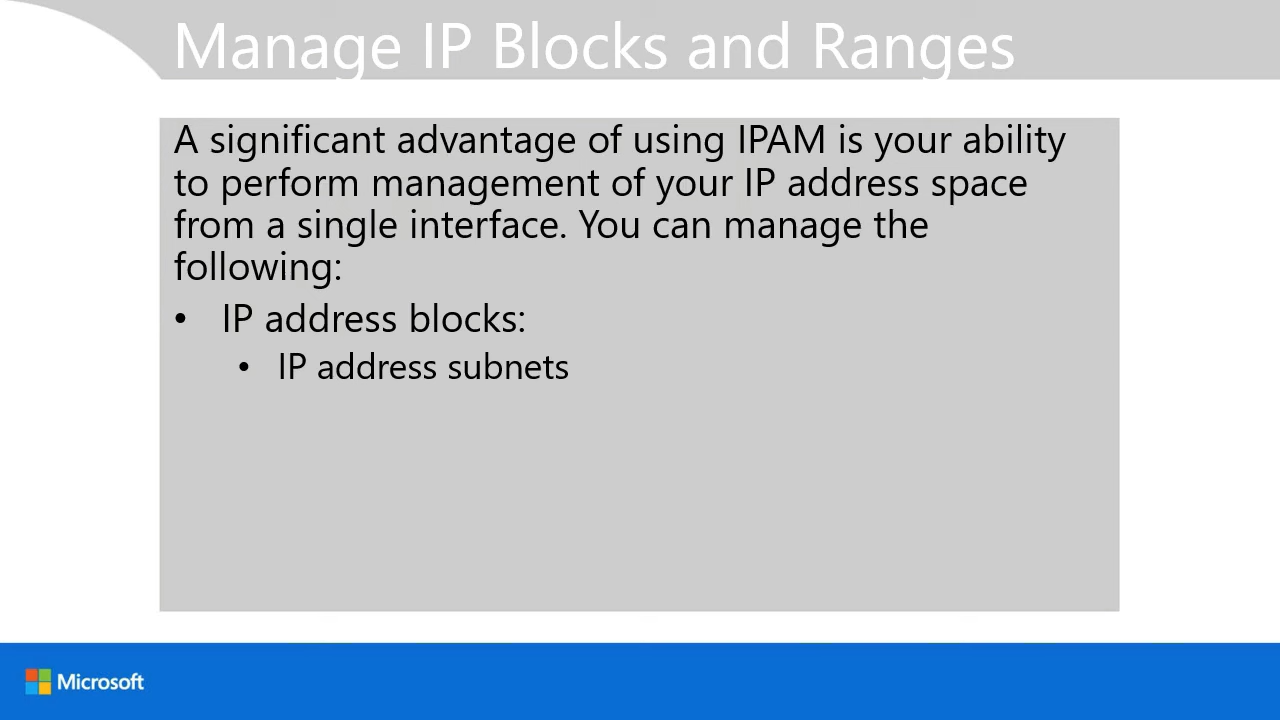 Manage IP Blocks and Ranges
A significant advantage of using IPAM is your ability
to perform management of your IP address space
from a single interface. You can manage the
following:
• IP address blocks:
• IP address subnets
Microsoft